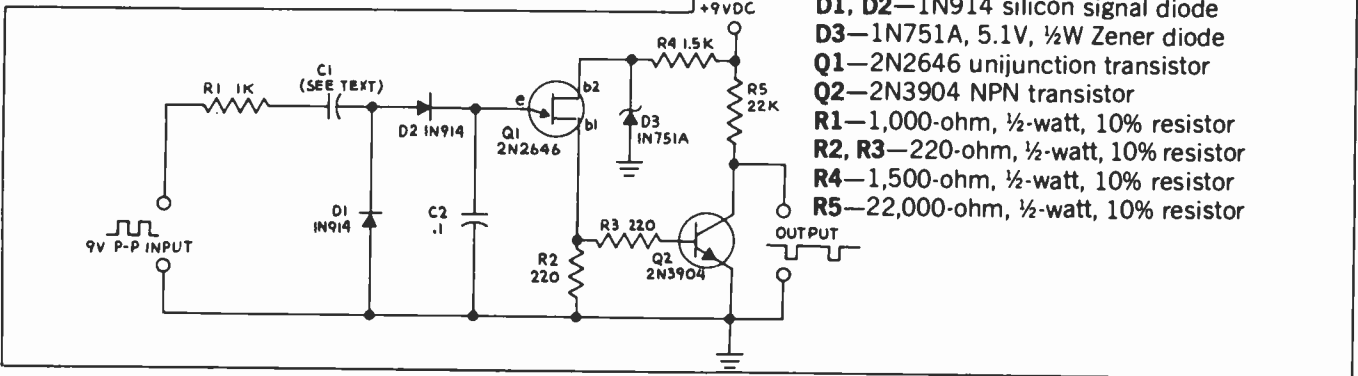 +9VDC
R4 1.5K
C1
(SEE TEXT)
R1 1K
b2
e
R5
22K
D3
1N751A
D2 1N914
Q1
2N2646
b1
D1
1N914
C2
.1
9V P-P INPUT
R3 220
R2
220
Q2
2N3904
OUTPUT
D1, D2—1N914 silicon signal diode
D3—1N751A, 5.1V, ½W Zener diode
Q1—2N2646 unijunction transistor
Q2—2N3904 NPN transistor
R1—1,000-ohm, ½-watt, 10% resistor
R2, R3—220-ohm, ½-watt, 10% resistor
R4—1,500-ohm, ½-watt, 10% resistor
R5—22,000-ohm, ½-watt, 10% resistor